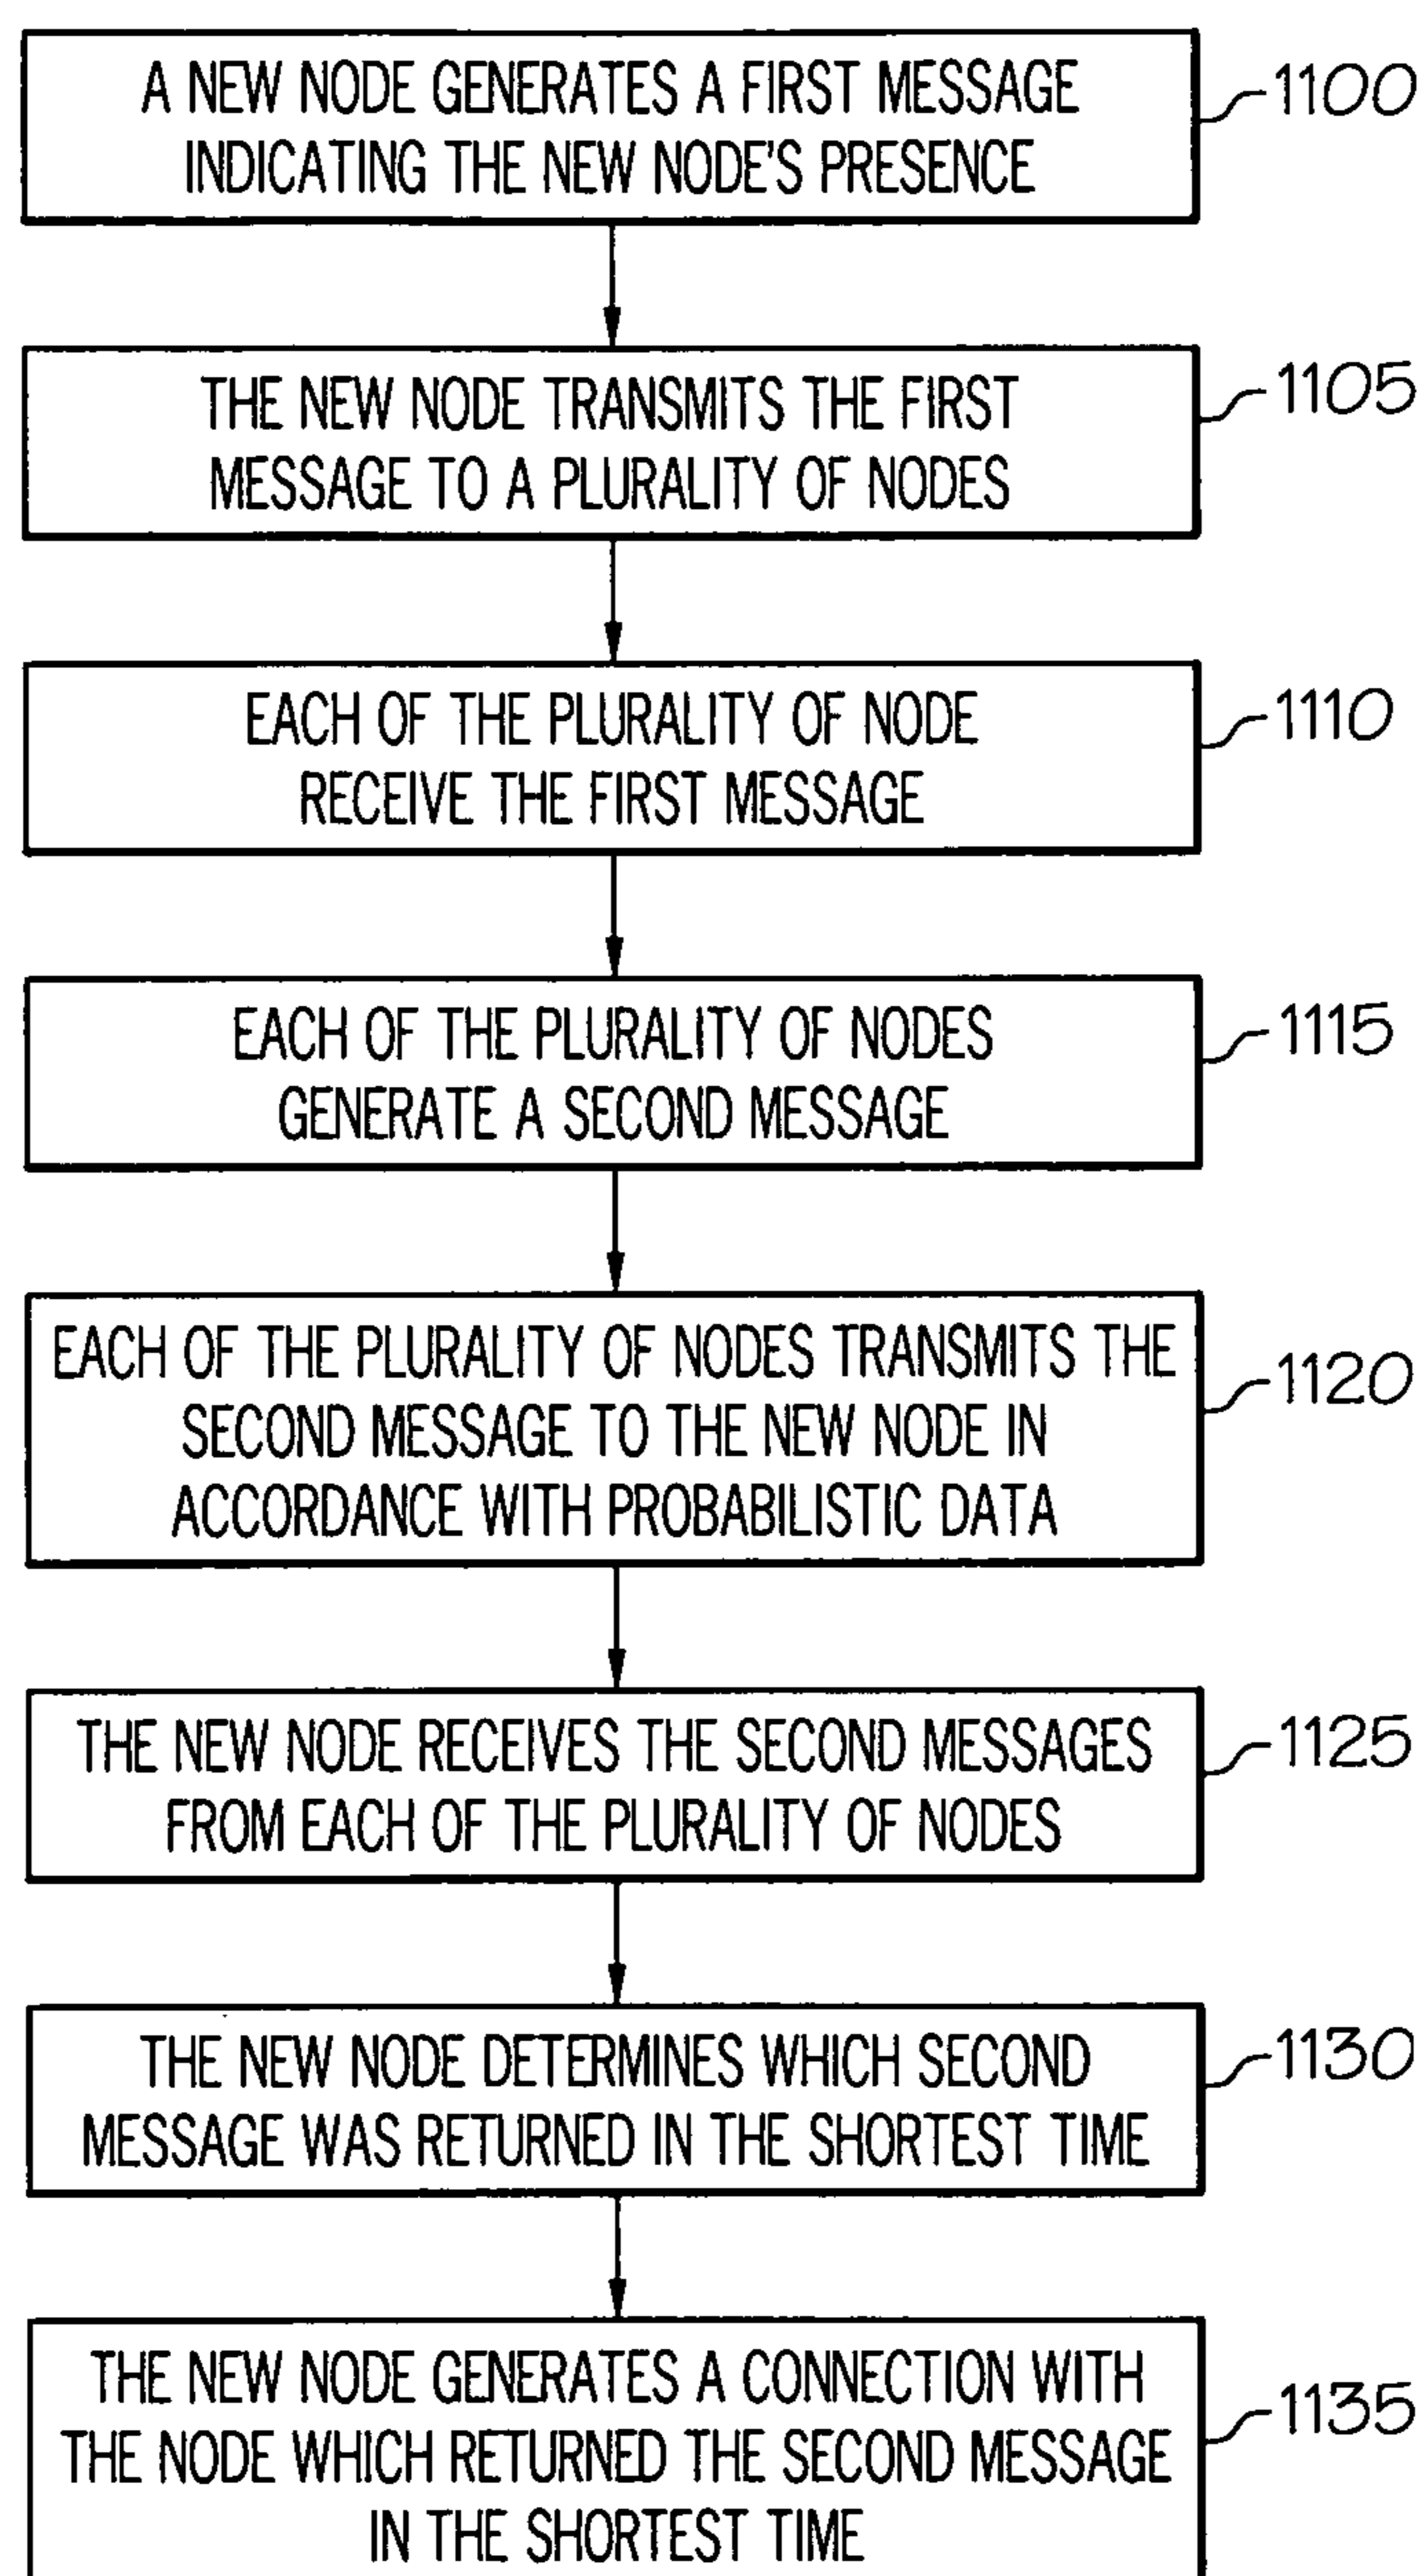 A NEW NODE GENERATES A FIRST MESSAGE
INDICATING THE NEW NODE'S PRESENCE
1100
THE NEW NODE TRANSMITS THE FIRST
MESSAGE TO A PLURALITY OF NODES
1105
EACH OF THE PLURALITY OF NODE
RECEIVE THE FIRST MESSAGE
1110
EACH OF THE PLURALITY OF NODES
GENERATE A SECOND MESSAGE
1115
EACH OF THE PLURALITY OF NODES TRANSMITS THE
SECOND MESSAGE TO THE NEW NODE IN
ACCORDANCE WITH PROBABILISTIC DATA
1120
THE NEW NODE RECEIVES THE SECOND MESSAGES
FROM EACH OF THE PLURALITY OF NODES
1125
THE NEW NODE DETERMINES WHICH SECOND
MESSAGE WAS RETURNED IN THE SHORTEST TIME
1130
THE NEW NODE GENERATES A CONNECTION WITH
THE NODE WHICH RETURNED THE SECOND MESSAGE
IN THE SHORTEST TIME
1135